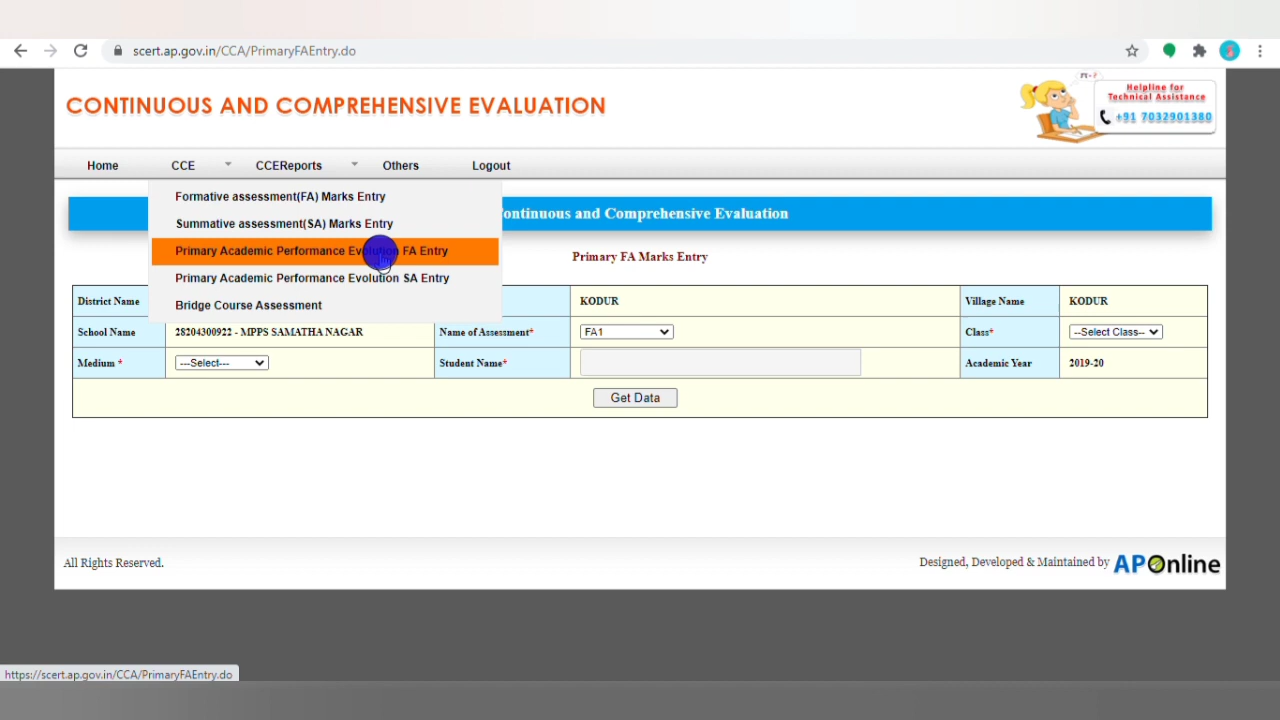 scert.ap.gov.in/CCA/PrimaryFAEntry.do
CONTINUOUS AND COMPREHENSIVE EVALUATION
Helpline for
Technical Assistance
+91 7032901380
Home CCE CCEReports Others Logout
Formative assessment(FA) Marks Entry
Summative assessment(SA) Marks Entry
ontinuous and Comprehensive Evaluation
Primary Academic Performance Evolution FA Entry
Primary FA Marks Entry
Primary Academic Performance Evolution SA Entry
Bridge Course Assessment
District Name KODUR Village Name KODUR
School Name 28204300922 - MPPS SAMATHA NAGAR Name of Assessment* FA1 Class* --Select Class--
Medium * ---Select--- Student Name* Academic Year 2019-20
Get Data
All Rights Reserved. Designed, Developed & Maintained by APOnline
https://scert.ap.gov.in/CCA/PrimaryFAEntry.do